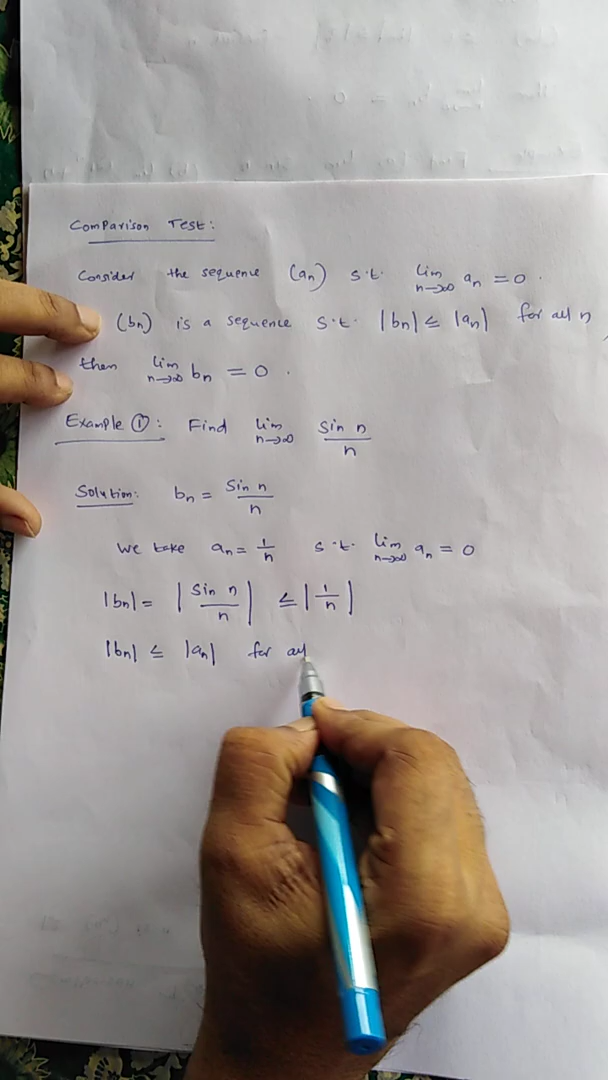 Comparison Test:
Consider the sequence (an) s.t. lim n→∞ an = 0.
(bn) is a sequence s.t. |bn| ≤ |an| for all n,
then lim n→∞ bn = 0.
Example ①: Find lim n→∞ Sin n / n
Solution: bn = Sin n / n
We take an = 1/n s.t. lim n→∞ an = 0
|bn| = | Sin n / n | ≤ | 1/n |
|bn| ≤ |an| for all